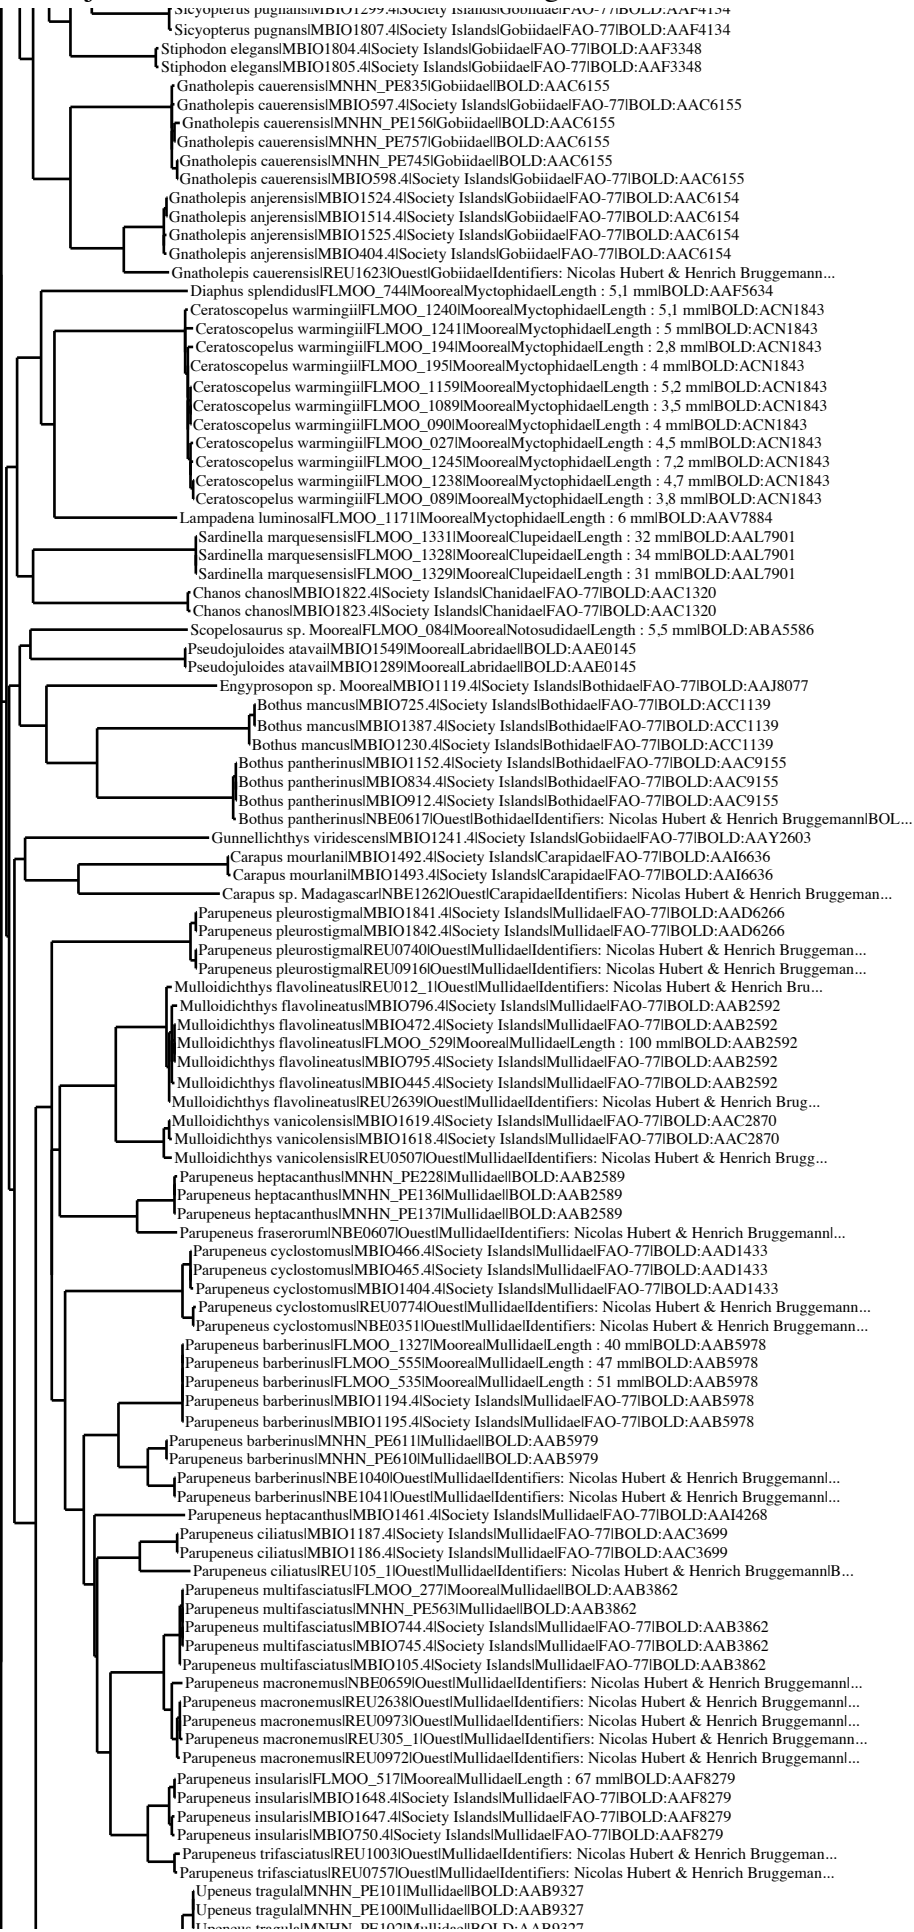 Sicyopterus pugnans|MBIO1299.4|Society Islands|Gobiidae|FAO-77|BOLD:AAF4134
Sicyopterus pugnans|MBIO1807.4|Society Islands|Gobiidae|FAO-77|BOLD:AAF4134
Stiphodon elegans|MBIO1804.4|Society Islands|Gobiidae|FAO-77|BOLD:AAF3348
Stiphodon elegans|MBIO1805.4|Society Islands|Gobiidae|FAO-77|BOLD:AAF3348
Gnatholepis cauerensis|MNHN_PE835|Gobiidae||BOLD:AAC6155
Gnatholepis cauerensis|MBIO597.4|Society Islands|Gobiidae|FAO-77|BOLD:AAC6155
Gnatholepis cauerensis|MNHN_PE156|Gobiidae||BOLD:AAC6155
Gnatholepis cauerensis|MNHN_PE757|Gobiidae||BOLD:AAC6155
Gnatholepis cauerensis|MNHN_PE745|Gobiidae||BOLD:AAC6155
Gnatholepis cauerensis|MBIO598.4|Society Islands|Gobiidae|FAO-77|BOLD:AAC6155
Gnatholepis anjerensis|MBIO1524.4|Society Islands|Gobiidae|FAO-77|BOLD:AAC6154
Gnatholepis anjerensis|MBIO1514.4|Society Islands|Gobiidae|FAO-77|BOLD:AAC6154
Gnatholepis anjerensis|MBIO1525.4|Society Islands|Gobiidae|FAO-77|BOLD:AAC6154
Gnatholepis anjerensis|MBIO404.4|Society Islands|Gobiidae|FAO-77|BOLD:AAC6154
Gnatholepis cauerensis|REU1623|Ouest|Gobiidae|Identifiers: Nicolas Hubert & Henrich Bruggemann...
Diaphus splendidus|FLMOO_744|Moorea|Myctophidae|Length : 5,1 mm|BOLD:AAF5634
Ceratoscopelus warmingii|FLMOO_1240|Moorea|Myctophidae|Length : 5,1 mm|BOLD:ACN1843
Ceratoscopelus warmingii|FLMOO_1241|Moorea|Myctophidae|Length : 5 mm|BOLD:ACN1843
Ceratoscopelus warmingii|FLMOO_194|Moorea|Myctophidae|Length : 2,8 mm|BOLD:ACN1843
Ceratoscopelus warmingii|FLMOO_195|Moorea|Myctophidae|Length : 4 mm|BOLD:ACN1843
Ceratoscopelus warmingii|FLMOO_1159|Moorea|Myctophidae|Length : 5,2 mm|BOLD:ACN1843
Ceratoscopelus warmingii|FLMOO_1089|Moorea|Myctophidae|Length : 3,5 mm|BOLD:ACN1843
Ceratoscopelus warmingii|FLMOO_090|Moorea|Myctophidae|Length : 4 mm|BOLD:ACN1843
Ceratoscopelus warmingii|FLMOO_027|Moorea|Myctophidae|Length : 4,5 mm|BOLD:ACN1843
Ceratoscopelus warmingii|FLMOO_1245|Moorea|Myctophidae|Length : 7,2 mm|BOLD:ACN1843
Ceratoscopelus warmingii|FLMOO_1238|Moorea|Myctophidae|Length : 4,7 mm|BOLD:ACN1843
Ceratoscopelus warmingii|FLMOO_089|Moorea|Myctophidae|Length : 3,8 mm|BOLD:ACN1843
Lampadena luminosa|FLMOO_1171|Moorea|Myctophidae|Length : 6 mm|BOLD:AAV7884
Sardinella marquesensis|FLMOO_1331|Moorea|Clupeidae|Length : 32 mm|BOLD:AAL7901
Sardinella marquesensis|FLMOO_1328|Moorea|Clupeidae|Length : 34 mm|BOLD:AAL7901
Sardinella marquesensis|FLMOO_1329|Moorea|Clupeidae|Length : 31 mm|BOLD:AAL7901
Chanos chanos|MBIO1822.4|Society Islands|Chanidae|FAO-77|BOLD:AAC1320
Chanos chanos|MBIO1823.4|Society Islands|Chanidae|FAO-77|BOLD:AAC1320
Scopelosaurus sp. Moorea|FLMOO_084|Moorea|Notosudidae|Length : 5,5 mm|BOLD:ABA5586
Pseudojuloides atavai|MBIO1549|Moorea|Labridae||BOLD:AAE0145
Pseudojuloides atavai|MBIO1289|Moorea|Labridae||BOLD:AAE0145
Engyprosopon sp. Moorea|MBIO1119.4|Society Islands|Bothidae|FAO-77|BOLD:AAJ8077
Bothus mancus|MBIO725.4|Society Islands|Bothidae|FAO-77|BOLD:ACC1139
Bothus mancus|MBIO1387.4|Society Islands|Bothidae|FAO-77|BOLD:ACC1139
Bothus mancus|MBIO1230.4|Society Islands|Bothidae|FAO-77|BOLD:ACC1139
Bothus pantherinus|MBIO1152.4|Society Islands|Bothidae|FAO-77|BOLD:AAC9155
Bothus pantherinus|MBIO834.4|Society Islands|Bothidae|FAO-77|BOLD:AAC9155
Bothus pantherinus|MBIO912.4|Society Islands|Bothidae|FAO-77|BOLD:AAC9155
Bothus pantherinus|NBE0617|Ouest|Bothidae|Identifiers: Nicolas Hubert & Henrich Bruggemann|BOL...
Gunnellichthys viridescens|MBIO1241.4|Society Islands|Gobiidae|FAO-77|BOLD:AAY2603
Carapus mourlani|MBIO1492.4|Society Islands|Carapidae|FAO-77|BOLD:AAI6636
Carapus mourlani|MBIO1493.4|Society Islands|Carapidae|FAO-77|BOLD:AAI6636
Carapus sp. Madagascar|NBE1262|Ouest|Carapidae|Identifiers: Nicolas Hubert & Henrich Bruggeman...
Parupeneus pleurostigma|MBIO1841.4|Society Islands|Mullidae|FAO-77|BOLD:AAD6266
Parupeneus pleurostigma|MBIO1842.4|Society Islands|Mullidae|FAO-77|BOLD:AAD6266
Parupeneus pleurostigma|REU0740|Ouest|Mullidae|Identifiers: Nicolas Hubert & Henrich Bruggeman...
Parupeneus pleurostigma|REU0916|Ouest|Mullidae|Identifiers: Nicolas Hubert & Henrich Bruggeman...
Mulloidichthys flavolineatus|REU012_1|Ouest|Mullidae|Identifiers: Nicolas Hubert & Henrich Bru...
Mulloidichthys flavolineatus|MBIO796.4|Society Islands|Mullidae|FAO-77|BOLD:AAB2592
Mulloidichthys flavolineatus|MBIO472.4|Society Islands|Mullidae|FAO-77|BOLD:AAB2592
Mulloidichthys flavolineatus|FLMOO_529|Moorea|Mullidae|Length : 100 mm|BOLD:AAB2592
Mulloidichthys flavolineatus|MBIO795.4|Society Islands|Mullidae|FAO-77|BOLD:AAB2592
Mulloidichthys flavolineatus|MBIO445.4|Society Islands|Mullidae|FAO-77|BOLD:AAB2592
Mulloidichthys flavolineatus|REU2639|Ouest|Mullidae|Identifiers: Nicolas Hubert & Henrich Brug...
Mulloidichthys vanicolensis|MBIO1619.4|Society Islands|Mullidae|FAO-77|BOLD:AAC2870
Mulloidichthys vanicolensis|MBIO1618.4|Society Islands|Mullidae|FAO-77|BOLD:AAC2870
Mulloidichthys vanicolensis|REU0507|Ouest|Mullidae|Identifiers: Nicolas Hubert & Henrich Brugg...
Parupeneus heptacanthus|MNHN_PE228|Mullidae||BOLD:AAB2589
Parupeneus heptacanthus|MNHN_PE136|Mullidae||BOLD:AAB2589
Parupeneus heptacanthus|MNHN_PE137|Mullidae||BOLD:AAB2589
Parupeneus fraserorum|NBE0607|Ouest|Mullidae|Identifiers: Nicolas Hubert & Henrich Bruggemann|...
Parupeneus cyclostomus|MBIO466.4|Society Islands|Mullidae|FAO-77|BOLD:AAD1433
Parupeneus cyclostomus|MBIO465.4|Society Islands|Mullidae|FAO-77|BOLD:AAD1433
Parupeneus cyclostomus|MBIO1404.4|Society Islands|Mullidae|FAO-77|BOLD:AAD1433
Parupeneus cyclostomus|REU0774|Ouest|Mullidae|Identifiers: Nicolas Hubert & Henrich Bruggemann...
Parupeneus cyclostomus|NBE0351|Ouest|Mullidae|Identifiers: Nicolas Hubert & Henrich Bruggemann...
Parupeneus barberinus|FLMOO_1327|Moorea|Mullidae|Length : 40 mm|BOLD:AAB5978
Parupeneus barberinus|FLMOO_555|Moorea|Mullidae|Length : 47 mm|BOLD:AAB5978
Parupeneus barberinus|FLMOO_535|Moorea|Mullidae|Length : 51 mm|BOLD:AAB5978
Parupeneus barberinus|MBIO1194.4|Society Islands|Mullidae|FAO-77|BOLD:AAB5978
Parupeneus barberinus|MBIO1195.4|Society Islands|Mullidae|FAO-77|BOLD:AAB5978
Parupeneus barberinus|MNHN_PE611|Mullidae||BOLD:AAB5979
Parupeneus barberinus|MNHN_PE610|Mullidae||BOLD:AAB5979
Parupeneus barberinus|NBE1040|Ouest|Mullidae|Identifiers: Nicolas Hubert & Henrich Bruggemann|...
Parupeneus barberinus|NBE1041|Ouest|Mullidae|Identifiers: Nicolas Hubert & Henrich Bruggemann|...
Parupeneus heptacanthus|MBIO1461.4|Society Islands|Mullidae|FAO-77|BOLD:AAI4268
Parupeneus ciliatus|MBIO1187.4|Society Islands|Mullidae|FAO-77|BOLD:AAC3699
Parupeneus ciliatus|MBIO1186.4|Society Islands|Mullidae|FAO-77|BOLD:AAC3699
Parupeneus ciliatus|REU105_1|Ouest|Mullidae|Identifiers: Nicolas Hubert & Henrich Bruggemann|B...
Parupeneus multifasciatus|FLMOO_277|Moorea|Mullidae||BOLD:AAB3862
Parupeneus multifasciatus|MNHN_PE563|Mullidae||BOLD:AAB3862
Parupeneus multifasciatus|MBIO744.4|Society Islands|Mullidae|FAO-77|BOLD:AAB3862
Parupeneus multifasciatus|MBIO745.4|Society Islands|Mullidae|FAO-77|BOLD:AAB3862
Parupeneus multifasciatus|MBIO105.4|Society Islands|Mullidae|FAO-77|BOLD:AAB3862
Parupeneus macronemus|NBE0659|Ouest|Mullidae|Identifiers: Nicolas Hubert & Henrich Bruggemann|...
Parupeneus macronemus|REU2638|Ouest|Mullidae|Identifiers: Nicolas Hubert & Henrich Bruggemann|...
Parupeneus macronemus|REU0973|Ouest|Mullidae|Identifiers: Nicolas Hubert & Henrich Bruggemann|...
Parupeneus macronemus|REU305_1|Ouest|Mullidae|Identifiers: Nicolas Hubert & Henrich Bruggemann...
Parupeneus macronemus|REU0972|Ouest|Mullidae|Identifiers: Nicolas Hubert & Henrich Bruggemann|...
Parupeneus insularis|FLMOO_517|Moorea|Mullidae|Length : 67 mm|BOLD:AAF8279
Parupeneus insularis|MBIO1648.4|Society Islands|Mullidae|FAO-77|BOLD:AAF8279
Parupeneus insularis|MBIO1647.4|Society Islands|Mullidae|FAO-77|BOLD:AAF8279
Parupeneus insularis|MBIO750.4|Society Islands|Mullidae|FAO-77|BOLD:AAF8279
Parupeneus trifasciatus|REU1003|Ouest|Mullidae|Identifiers: Nicolas Hubert & Henrich Bruggeman...
Parupeneus trifasciatus|REU0757|Ouest|Mullidae|Identifiers: Nicolas Hubert & Henrich Bruggeman...
Upeneus tragula|MNHN_PE101|Mullidae||BOLD:AAB9327
Upeneus tragula|MNHN_PE100|Mullidae||BOLD:AAB9327
Upeneus tragula|MNHN_PE102|Mullidae||BOLD:AAB9327